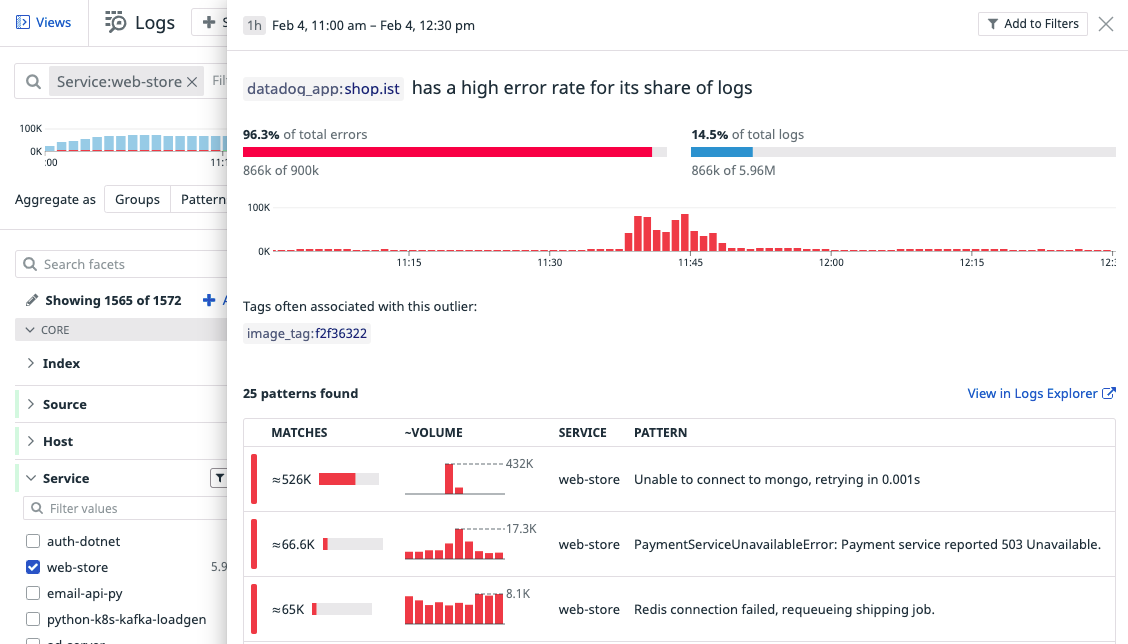 Views
Logs
Service:web-store
100K
0K
Aggregate as
Groups
Pattern
Search facets
Showing 1565 of 1572
CORE
Index
Source
Host
Service
Filter values
auth-dotnet
web-store
email-api-py
python-k8s-kafka-loadgen
1h Feb 4, 11:00 am – Feb 4, 12:30 pm
Add to Filters
datadog_app:shop.ist has a high error rate for its share of logs
96.3% of total errors
866k of 900k
14.5% of total logs
866k of 5.96M
100K
0K
11:15 11:30 11:45 12:00 12:15
Tags often associated with this outlier:
image_tag:f2f36322
25 patterns found
View in Logs Explorer
MATCHES ~VOLUME SERVICE PATTERN
≈526K 432K web-store Unable to connect to mongo, retrying in 0.001s
≈66.6K 17.3K web-store PaymentServiceUnavailableError: Payment service reported 503 Unavailable.
≈65K 8.1K web-store Redis connection failed, requeueing shipping job.